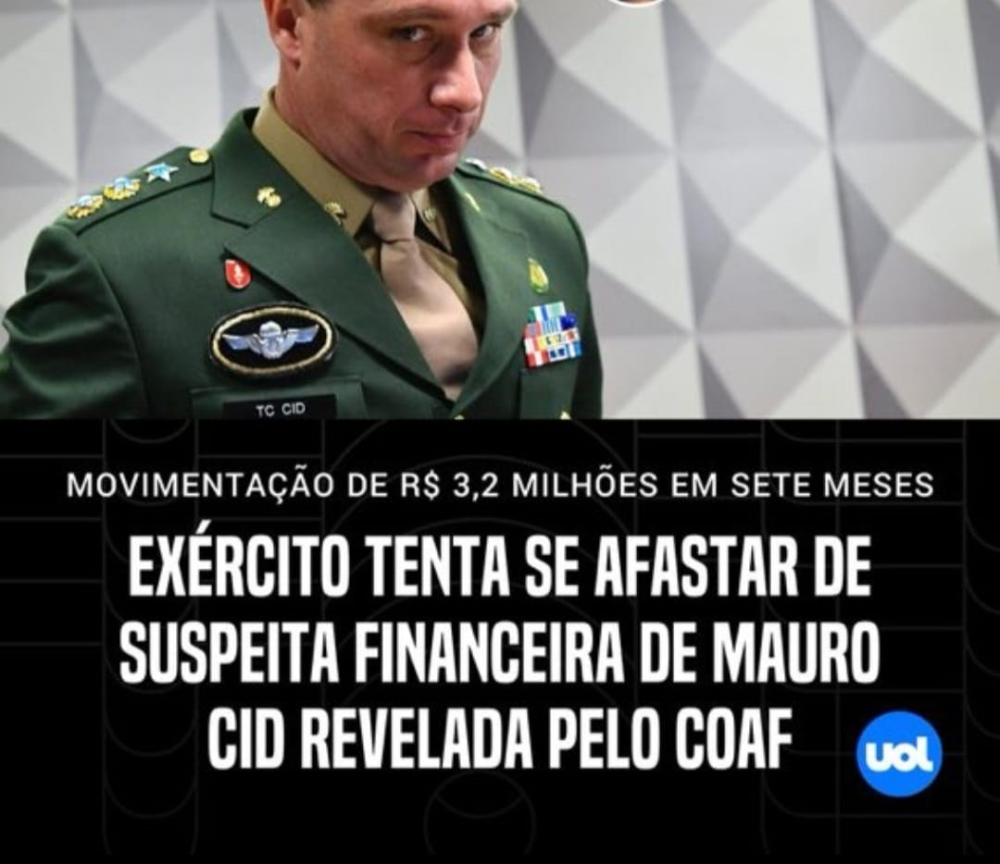 TC CID
MOVIMENTAÇÃO DE R$ 3,2 MILHÕES EM SETE MESES
EXÉRCITO TENTA SE AFASTAR DE
SUSPEITA FINANCEIRA DE MAURO
CID REVELADA PELO COAF
uol